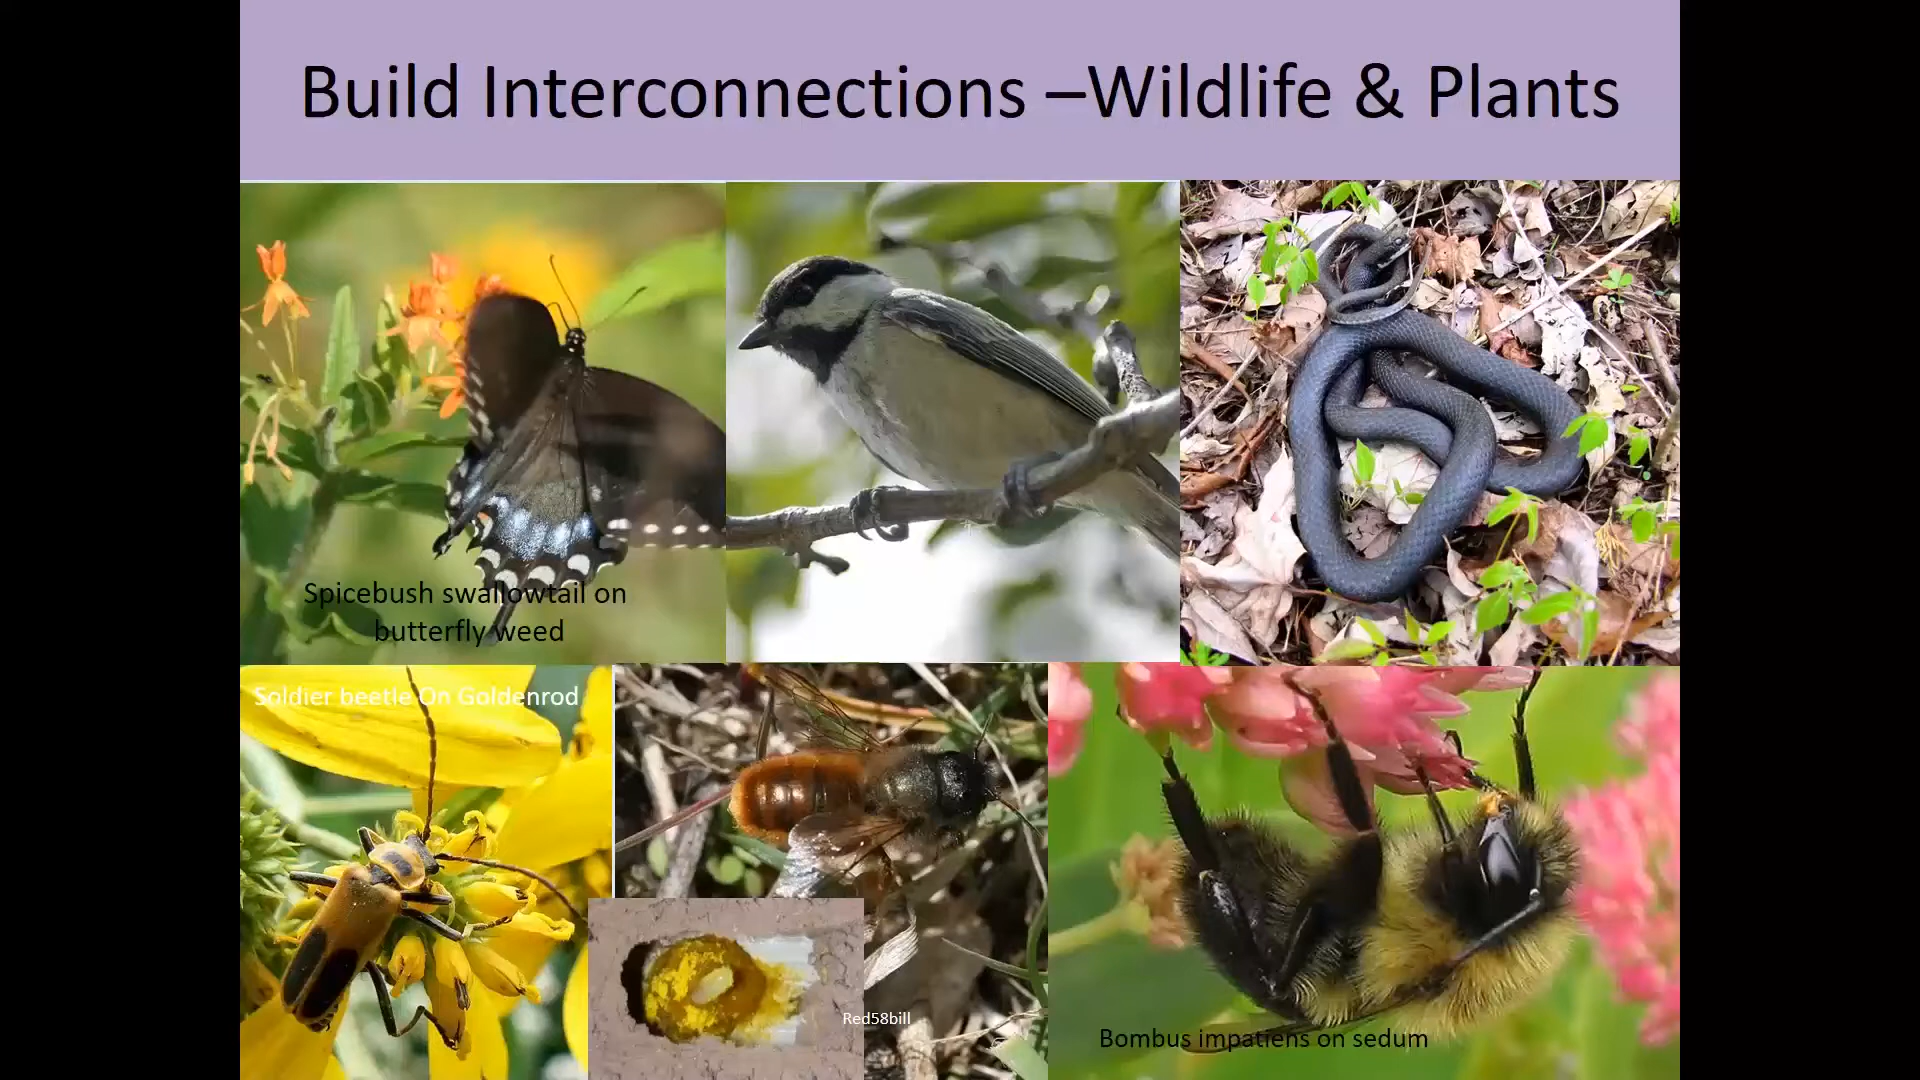 Build Interconnections –Wildlife & Plants
Spicebush swallowtail on
butterfly weed
Soldier beetle On Goldenrod
Red58bill
Bombus impatiens on sedum